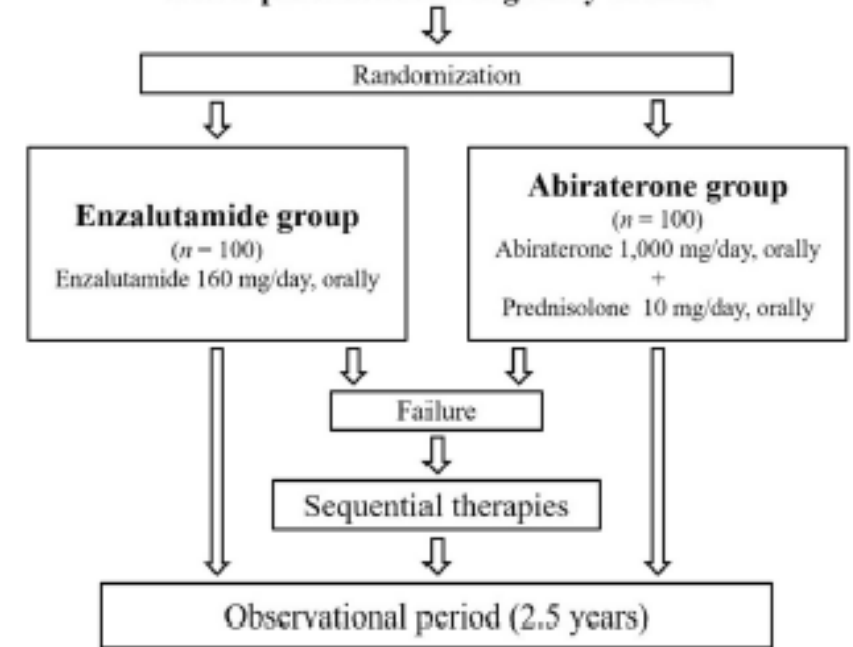 Randomization
Enzalutamide group
(n = 100)
Enzalutamide 160 mg/day, orally
Abiraterone group
(n = 100)
Abiraterone 1,000 mg/day, orally
+
Prednisolone 10 mg/day, orally
Failure
Sequential therapies
Observational period (2.5 years)